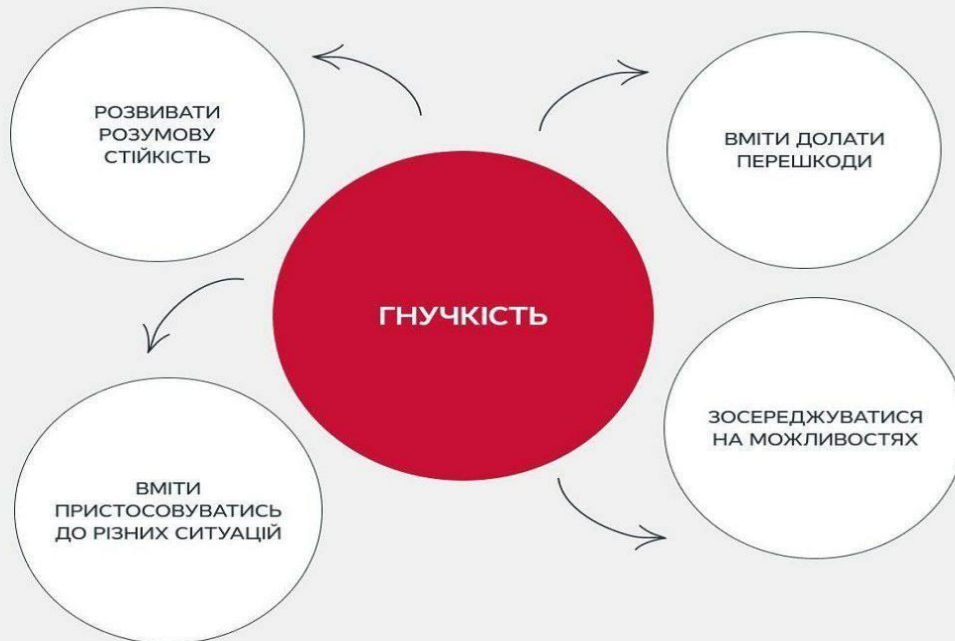 РОЗВИВАТИ
РОЗУМОВУ
СТІЙКІСТЬ
ВМІТИ ДОЛАТИ
ПЕРЕШКОДИ
ГНУЧКІСТЬ
ЗОСЕРЕДЖУВАТИСЯ
НА МОЖЛИВОСТЯХ
ВМІТИ
ПРИСТОСОВУВАТИСЬ
ДО РІЗНИХ СИТУАЦІЙ